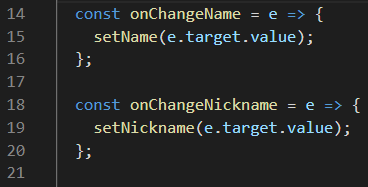 14 const onChangeName = e => {
15 setName(e.target.value);
16 };
17
18 const onChangeNickname = e => {
19 setNickname(e.target.value);
20 };
21